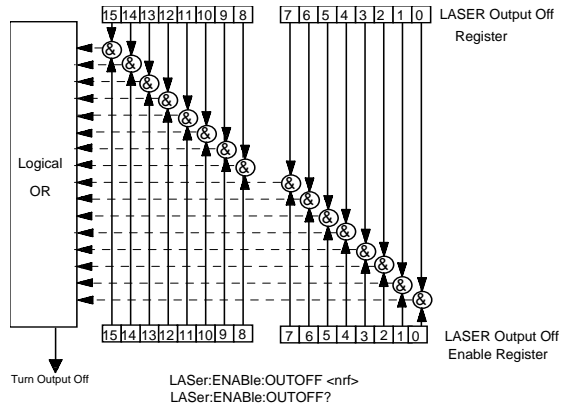 15 14 13 12 11 10 9 8 7 6 5 4 3 2 1 0 LASER Output Off
Register
&
&
&
&
&
&
&
&
Logical
OR
&
&
&
&
&
&
&
&
15 14 13 12 11 10 9 8 7 6 5 4 3 2 1 0 LASER Output Off
Enable Register
Turn Output Off
LASer:ENABle:OUTOFF <nrf>
LASer:ENABle:OUTOFF?